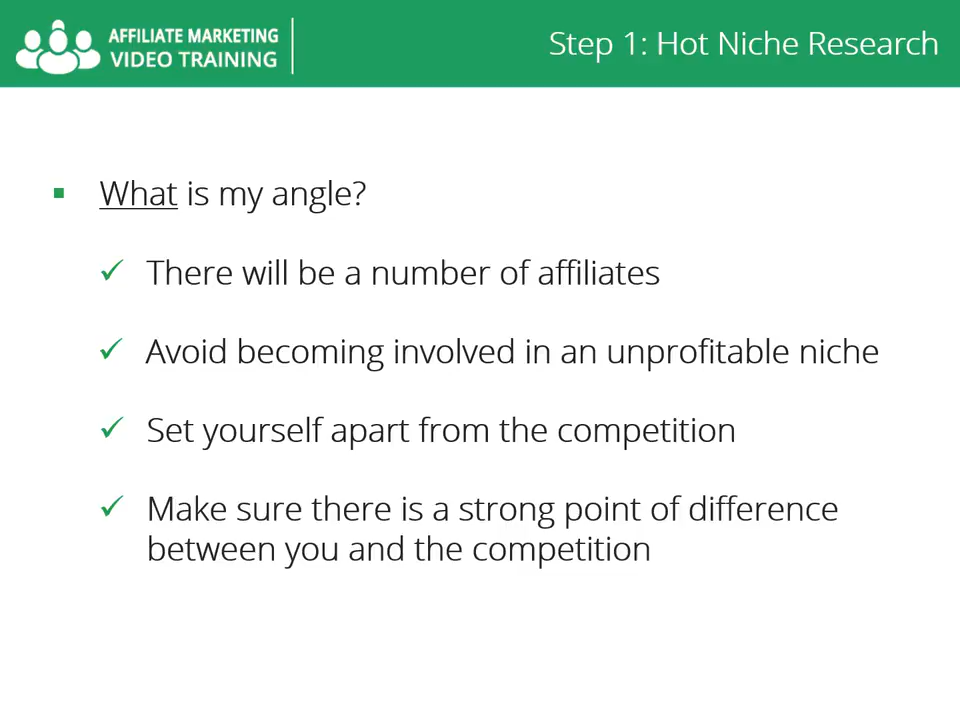 AFFILIATE MARKETING
VIDEO TRAINING
Step 1: Hot Niche Research
What is my angle?
There will be a number of affiliates
Avoid becoming involved in an unprofitable niche
Set yourself apart from the competition
Make sure there is a strong point of difference
between you and the competition